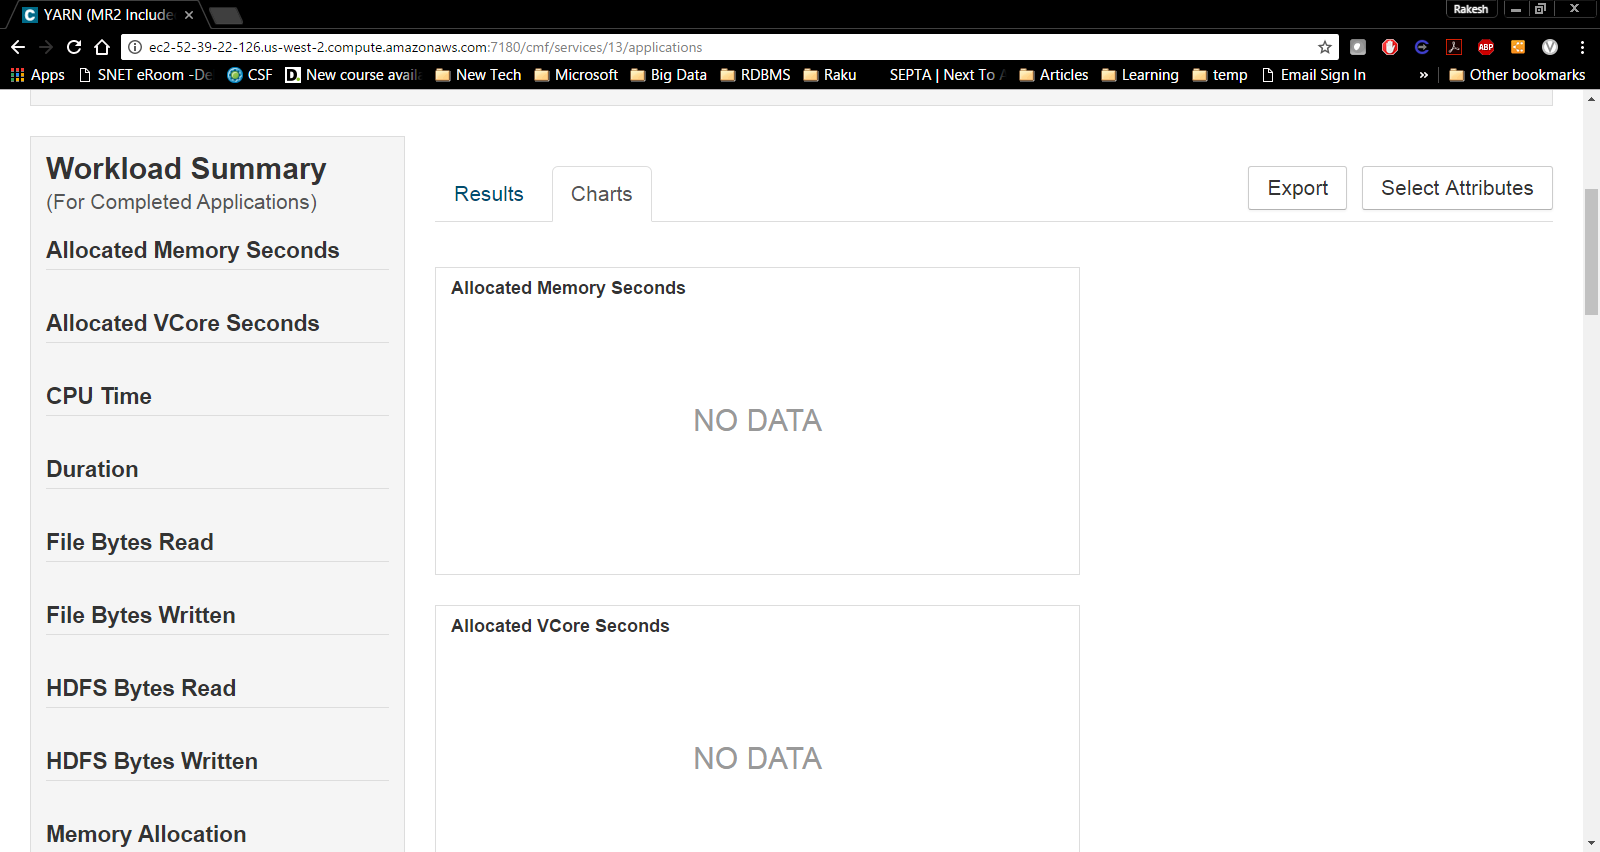 YARN (MR2 Include
Rakesh
ec2-52-39-22-126.us-west-2.compute.amazonaws.com:7180/cmf/services/13/applications
ABP
Apps SNET eRoom - De CSF D. New course avail New Tech Microsoft Big Data RDBMS Raku SEPTA | Next To Articles Learning temp Email Sign In » Other bookmarks
Workload Summary
(For Completed Applications)
Allocated Memory Seconds
Allocated VCore Seconds
CPU Time
Duration
File Bytes Read
File Bytes Written
HDFS Bytes Read
HDFS Bytes Written
Memory Allocation
Results Charts Export Select Attributes
Allocated Memory Seconds
NO DATA
Allocated VCore Seconds
NO DATA